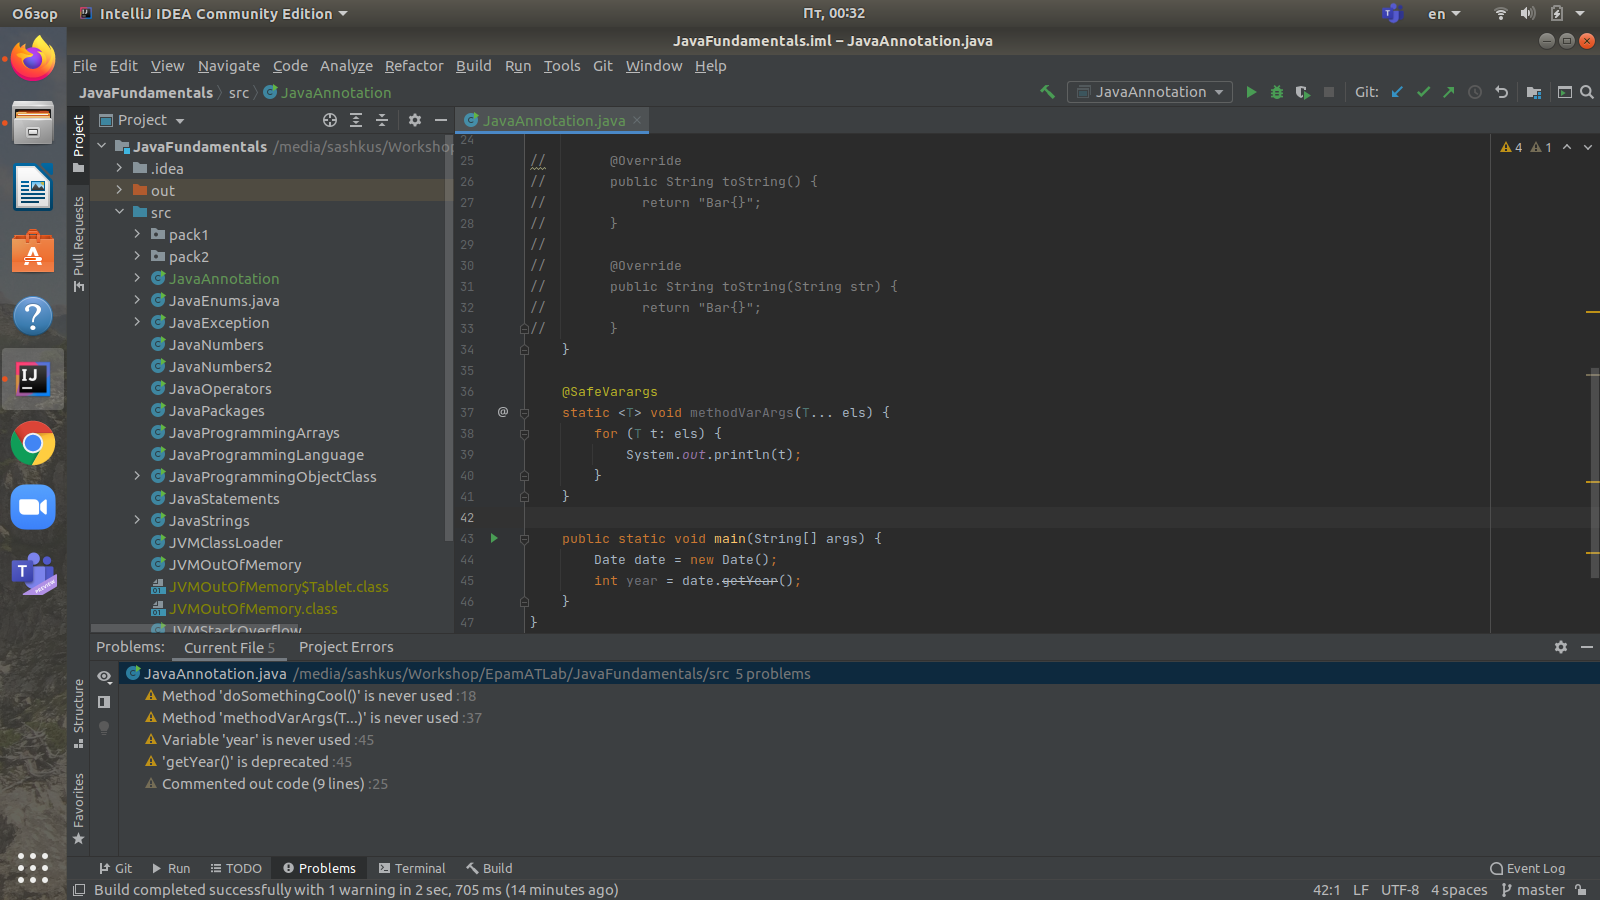 Обзор IntelliJ IDEA Community Edition Пт, 00:32 en
JavaFundamentals.iml – JavaAnnotation.java
File Edit View Navigate Code Analyze Refactor Build Run Tools Git Window Help
JavaFundamentals src JavaAnnotation JavaAnnotation Git:
Project
Pull Requests
Structure
Favorites
Project
JavaFundamentals /media/sashkus/Workshop
.idea
out
src
pack1
pack2
JavaAnnotation
JavaEnums.java
JavaException
JavaNumbers
JavaNumbers2
JavaOperators
JavaPackages
JavaProgrammingArrays
JavaProgrammingLanguage
JavaProgrammingObjectClass
JavaStatements
JavaStrings
JVMClassLoader
JVMOutOfMemory
JVMOutOfMemory$Tablet.class
JVMOutOfMemory.class
JVMStackOverflow
JavaAnnotation.java
4 1
24
25 // @Override
26 // public String toString() {
27 // return "Bar{}";
28 // }
29 //
30 // @Override
31 // public String toString(String str) {
32 // return "Bar{}";
33 // }
34 }
35
36 @SafeVarargs
37 @ static <T> void methodVarArgs(T... els) {
38 for (T t: els) {
39 System.out.println(t);
40 }
41 }
42
43 public static void main(String[] args) {
44 Date date = new Date();
45 int year = date.getYear();
46 }
47 }
Problems: Current File 5 Project Errors
JavaAnnotation.java /media/sashkus/Workshop/EpamATLab/JavaFundamentals/src 5 problems
Method 'doSomethingCool()' is never used :18
Method 'methodVarArgs(T...)' is never used :37
Variable 'year' is never used :45
'getYear()' is deprecated :45
Commented out code (9 lines) :25
Git Run TODO Problems Terminal Build Event Log
Build completed successfully with 1 warning in 2 sec, 705 ms (14 minutes ago) 42:1 LF UTF-8 4 spaces master